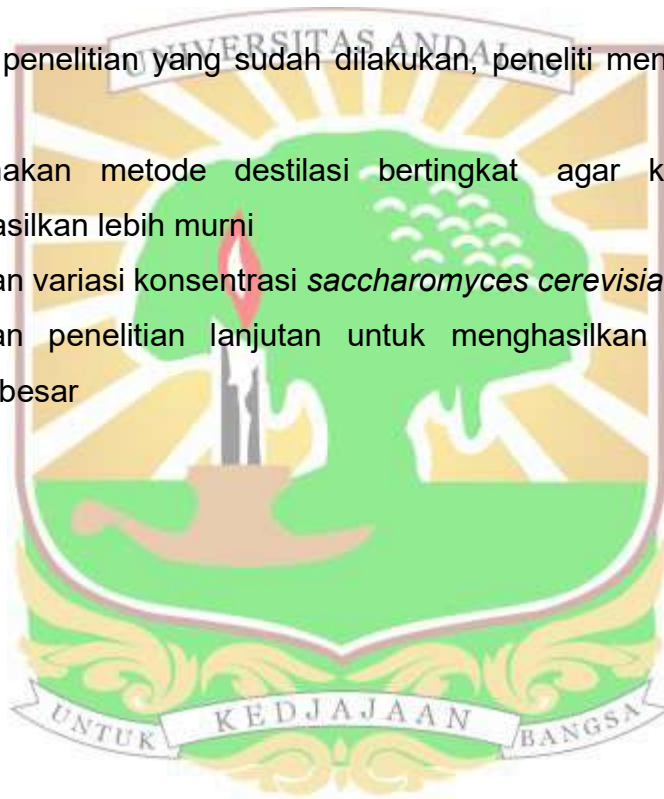 UNIVERSITAS ANDALAS
penelitian yang sudah dilakukan, peneliti men
akan metode destilasi bertingkat agar k
asilkan lebih murni
an variasi konsentrasi saccharomyces cerevisia
an penelitian lanjutan untuk menghasilkan
besar
UNTUK KEDJAJAAN BANGSA